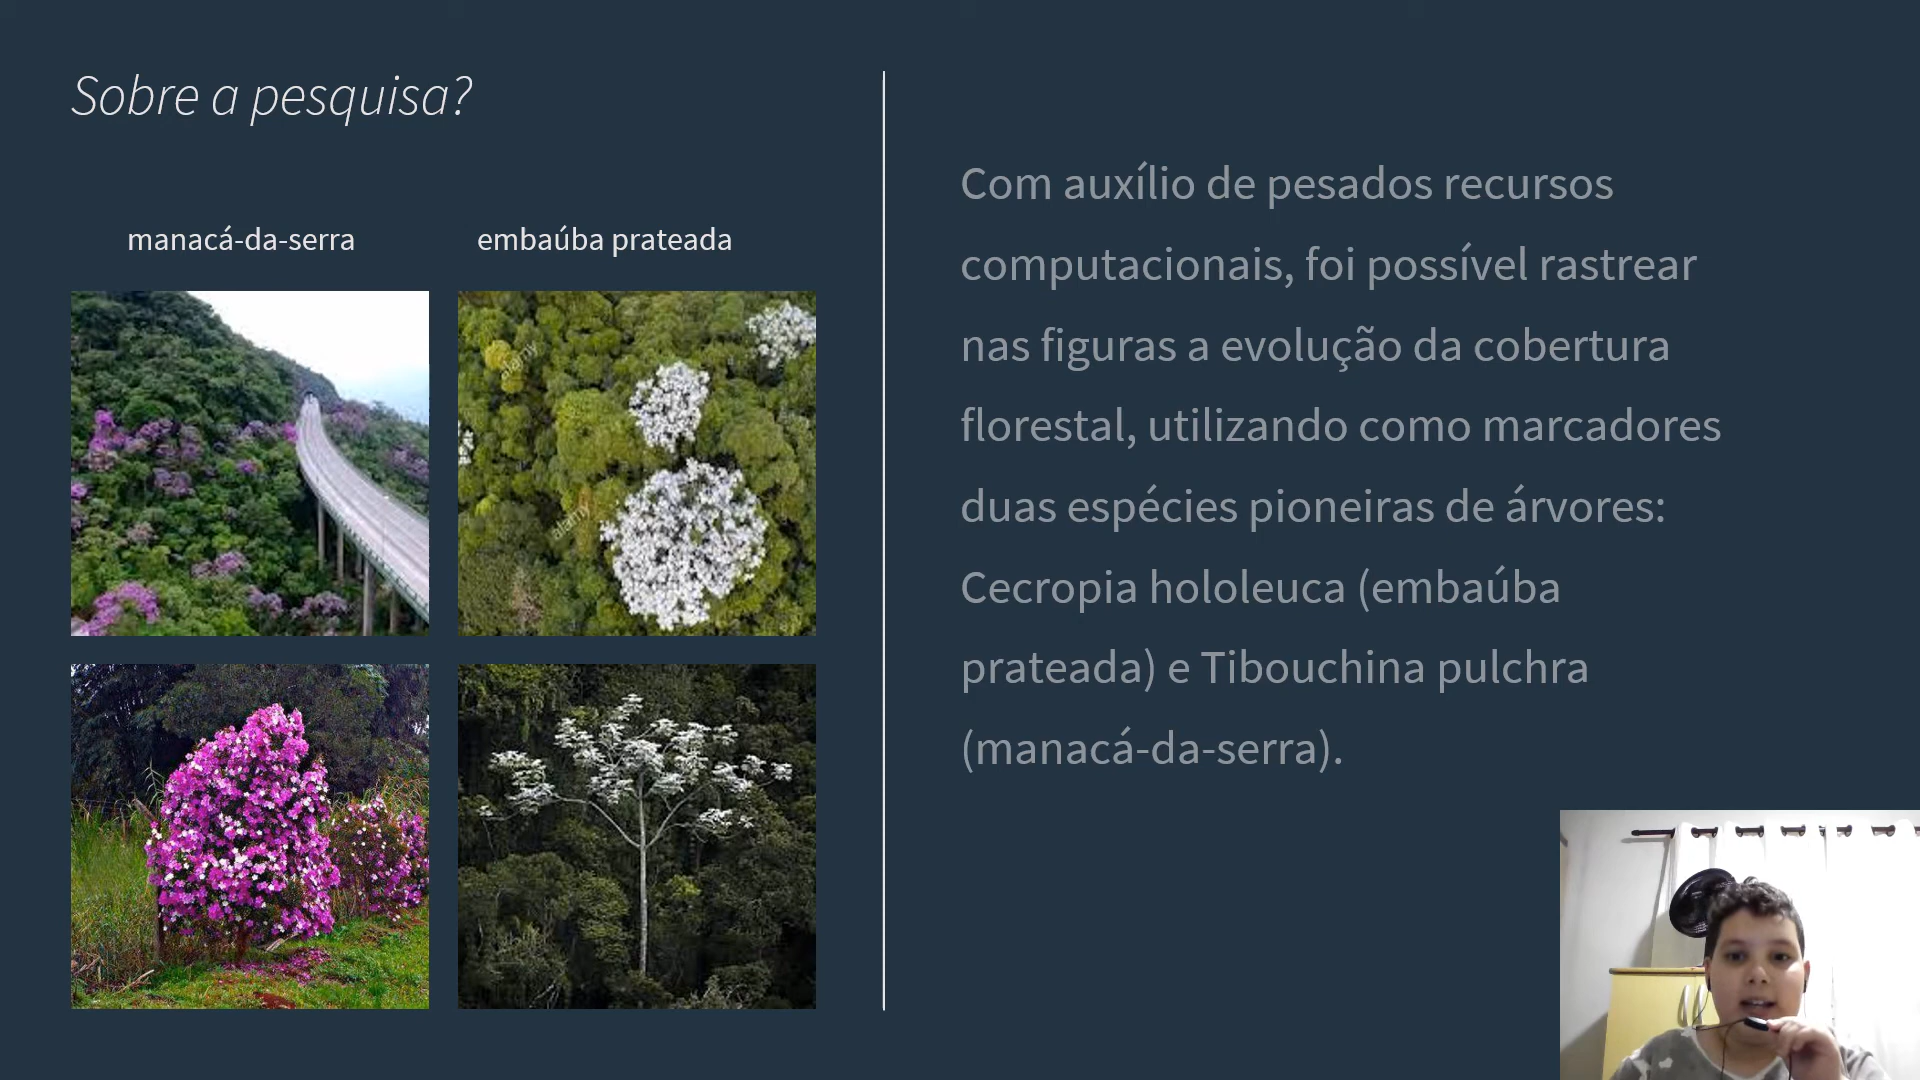 Sobre a pesquisa?
manacá-da-serra
embaúba prateada
alamy
alamy
Com auxílio de pesados recursos
computacionais, foi possível rastrear
nas figuras a evolução da cobertura
florestal, utilizando como marcadores
duas espécies pioneiras de árvores:
Cecropia hololeuca (embaúba
prateada) e Tibouchina pulchra
(manacá-da-serra).